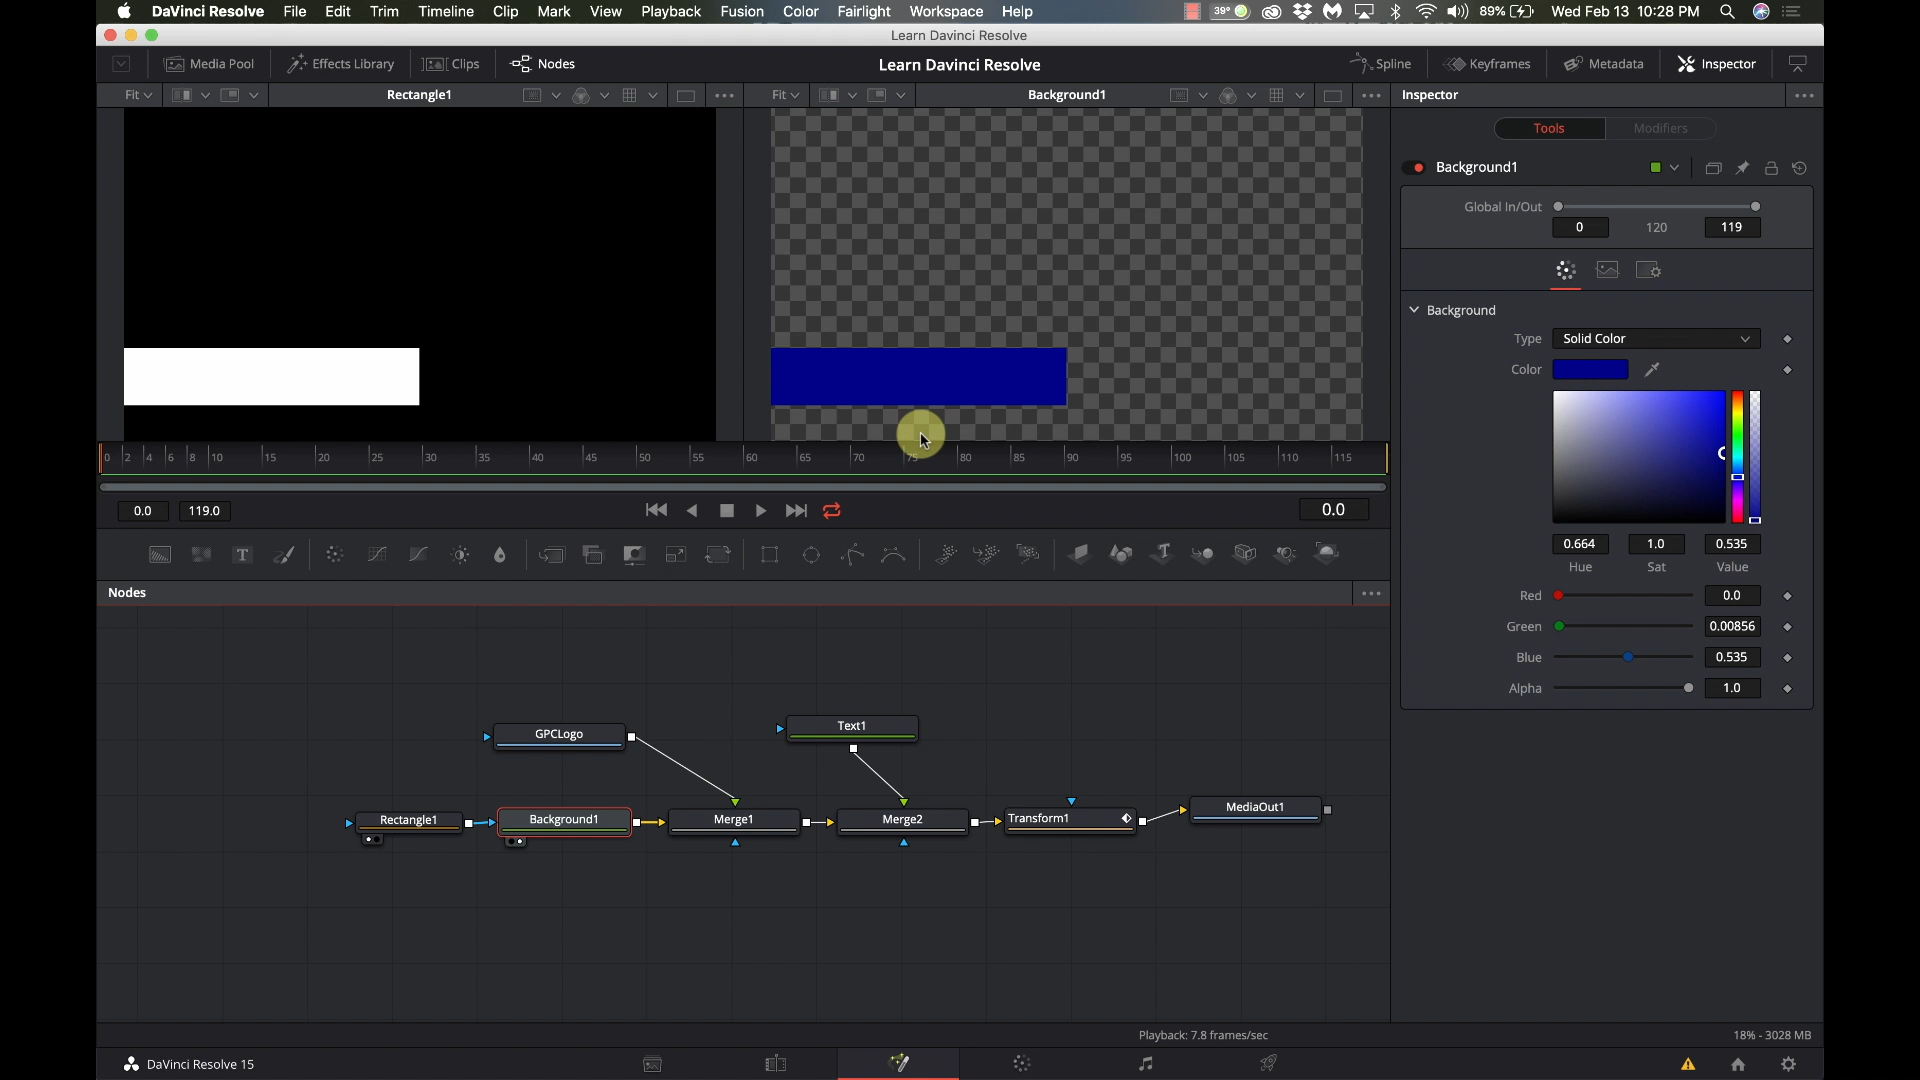 DaVinci Resolve File Edit Trim Timeline Clip Mark View Playback Fusion Color Fairlight Workspace Help 39° 89% Wed Feb 13 10:28 PM
Learn Davinci Resolve
Media Pool Effects Library Clips Nodes Learn Davinci Resolve Spline Keyframes Metadata Inspector
Fit Rectangle1 Fit Background1 Inspector
Tools Modifiers
Background1
Global In/Out
0 120 119
Background
Type Solid Color
Color
0.664 1.0 0.535
Hue Sat Value
Red 0.0
Green 0.00856
Blue 0.535
Alpha 1.0
0 2 4 6 8 10 15 20 25 30 35 40 45 50 55 60 65 70 75 80 85 90 95 100 105 110 115
0.0 119.0 0.0
Nodes
GPCLogo Text1
Rectangle1 Background1 Merge1 Merge2 Transform1 MediaOut1
Playback: 7.8 frames/sec 18% - 3028 MB
DaVinci Resolve 15